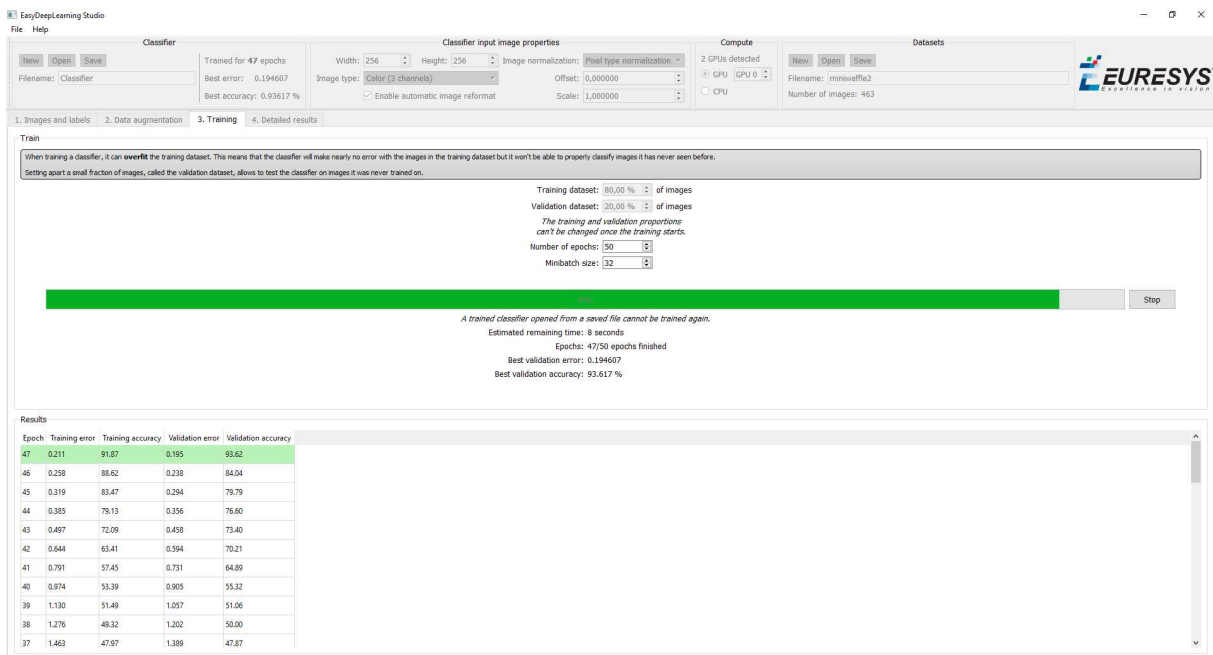 EasyDeepLearning Studio
File Help
Classifier
New Open Save
Filename: Classifier
Trained for 47 epochs
Best error: 0.194607
Best accuracy: 0.93617 %
Classifier input image properties
Width: 256 Height: 256 Image normalization: Pixel type normalization
Image type: Color (3 channels) Offset: 0,000000
Enable automatic image reformat Scale: 1,000000
Compute
2 GPUs detected
GPU GPU 0
CPU
Datasets
New Open Save
Filename: miniwaffle2
Number of images: 463
EURESYS
Excellence in vision
1. Images and labels 2. Data augmentation 3. Training 4. Detailed results
Train
When training a classifier, it can overfit the training dataset. This means that the classifier will make nearly no error with the images in the training dataset but it won't be able to properly classify images it has never seen before.
Setting apart a small fraction of images, called the validation dataset, allows to test the classifier on images it was never trained on.
Training dataset: 80,00 % of images
Validation dataset: 20,00 % of images
The training and validation proportions
can't be changed once the training starts.
Number of epochs: 50
Minibatch size: 32
Stop
A trained classifier opened from a saved file cannot be trained again.
Estimated remaining time: 8 seconds
Epochs: 47/50 epochs finished
Best validation error: 0.194607
Best validation accuracy: 93.617 %
Results
Epoch Training error Training accuracy Validation error Validation accuracy
47 0.211 91.87 0.195 93.62
46 0.258 88.62 0.238 84.04
45 0.319 83.47 0.294 79.79
44 0.385 79.13 0.356 76.60
43 0.497 72.09 0.458 73.40
42 0.644 63.41 0.594 70.21
41 0.791 57.45 0.731 64.89
40 0.974 53.39 0.905 55.32
39 1.130 51.49 1.057 51.06
38 1.276 49.32 1.202 50.00
37 1.463 47.97 1.389 47.87